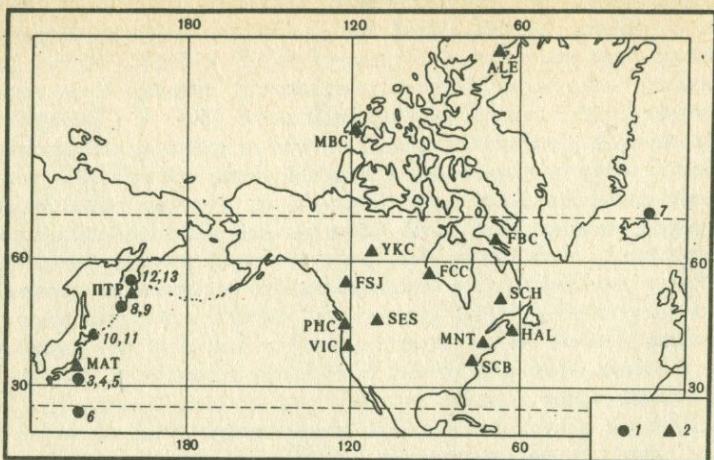 180 120 60
ALE
MBC
7
FBC
YKC
60 60
12,13
FCC
ПТР
FSJ
SCH
8,9
PHC
SES
HAL
10,11
VIC
MNT
MAT
SCB
3,4,5
30 30
6
1 2
180 120 60